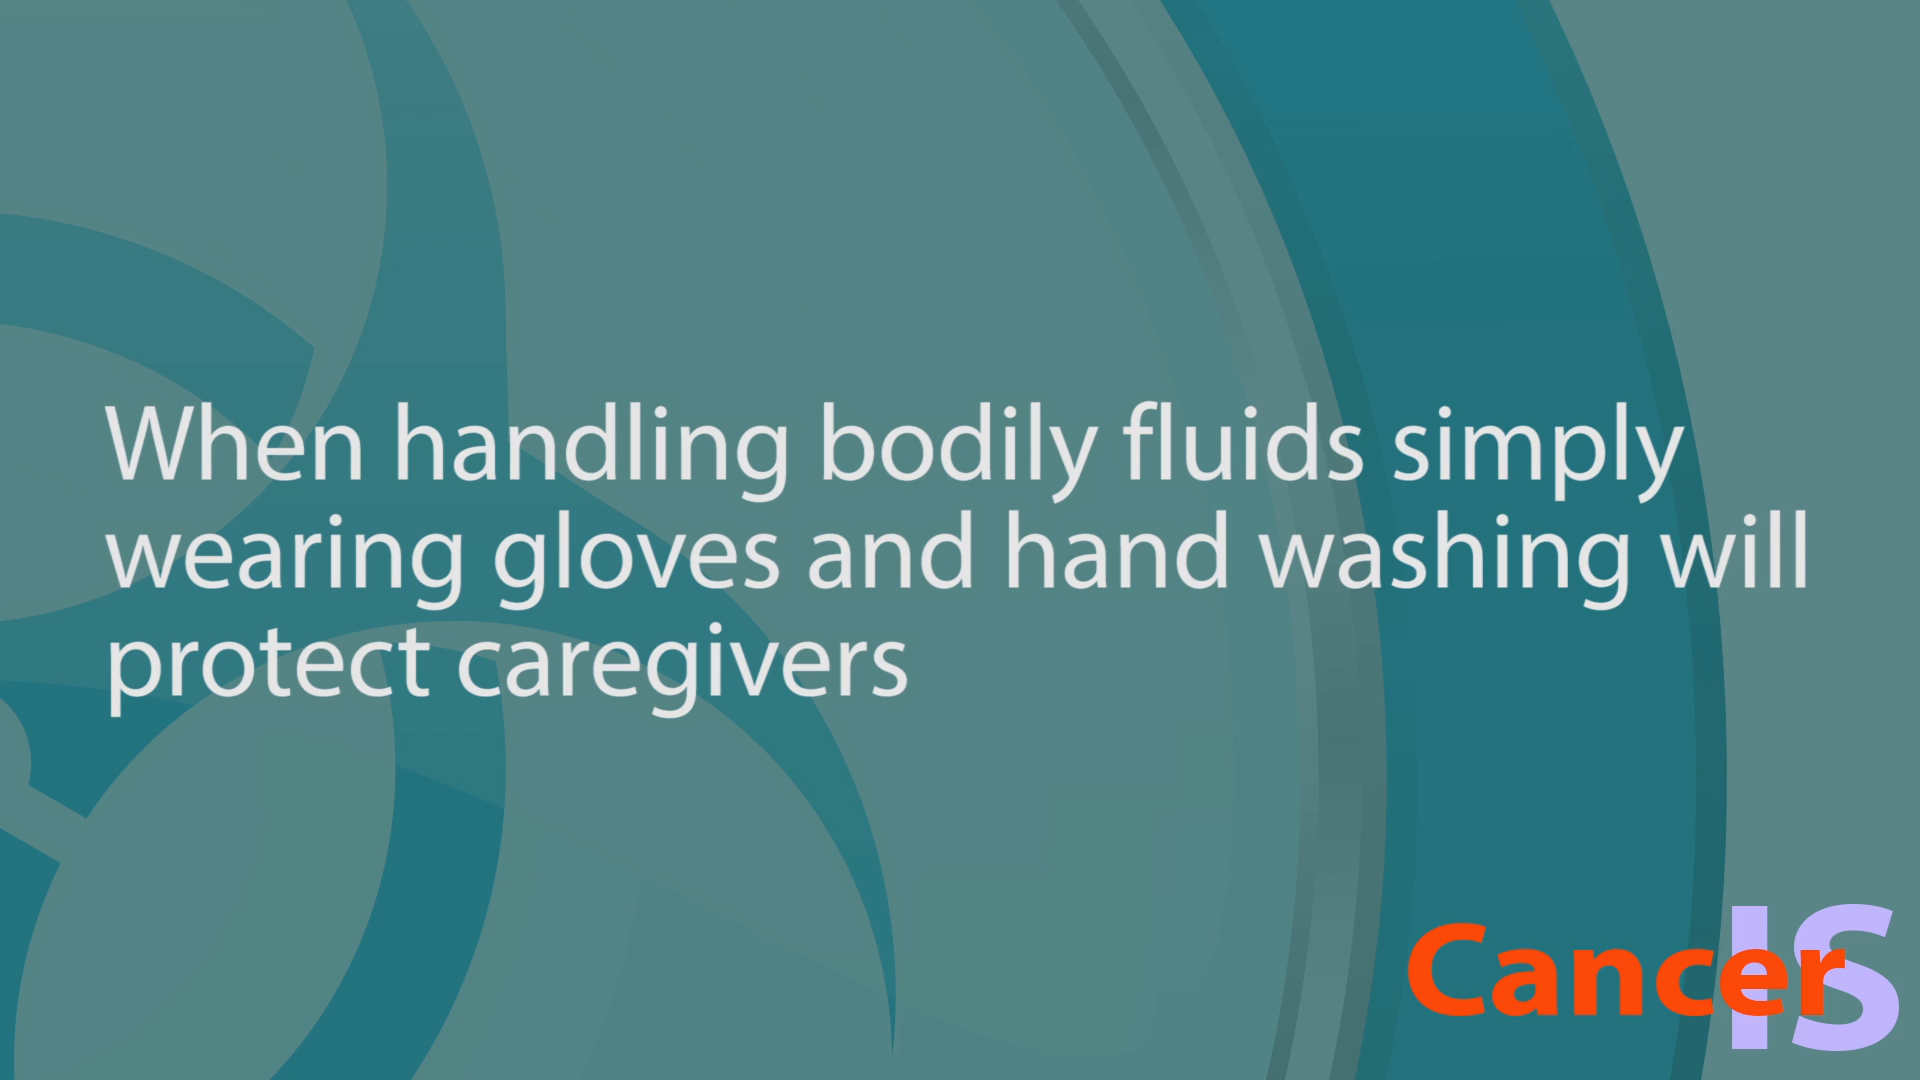 When handling bodily fluids simply
wearing gloves and hand washing will
protect caregivers
Cancer IS